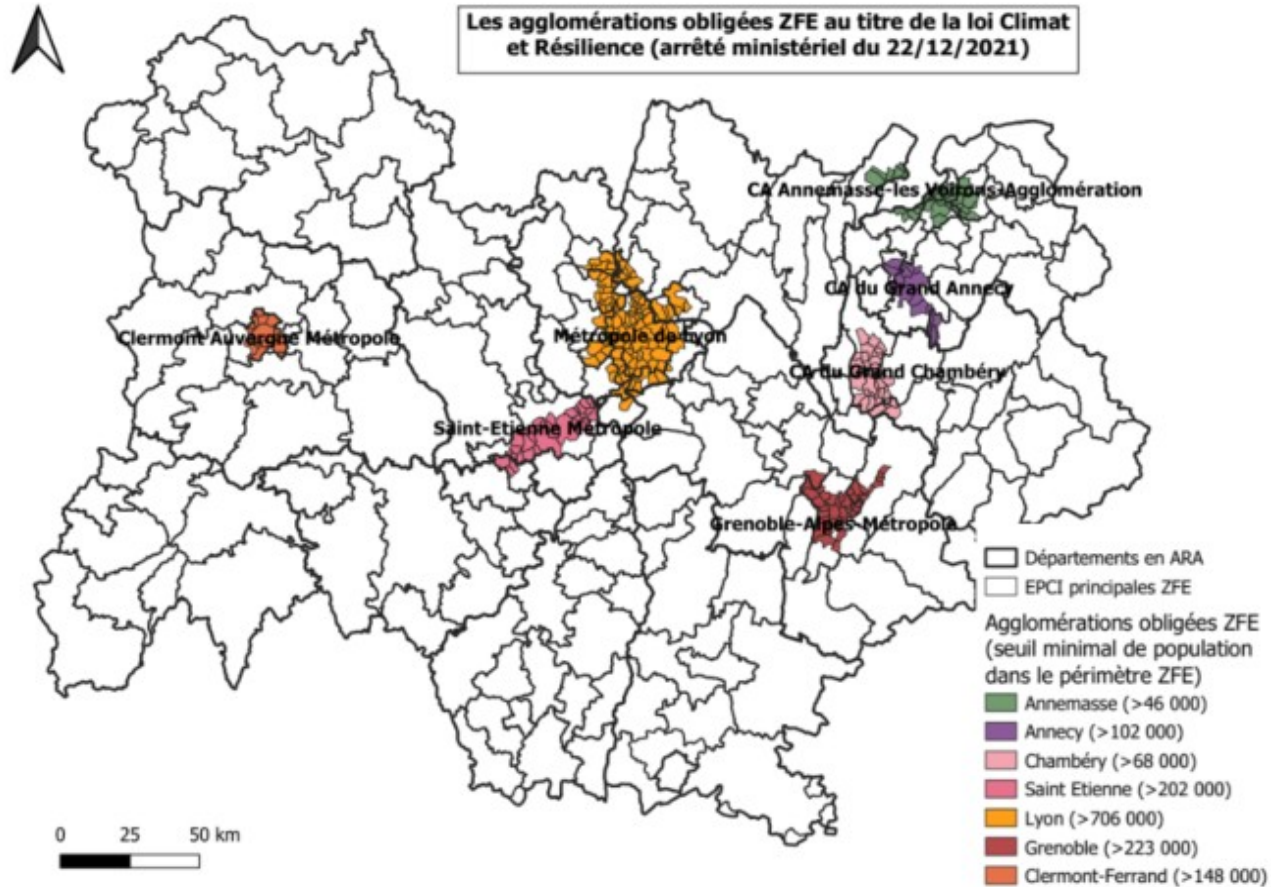 Les agglomérations obligées ZFE au titre de la loi Climat
et Résilience (arrêté ministériel du 22/12/2021)
CA Annemasse-les Voirons-Agglomération
CA du Grand Annecy
Clermont Auvergne Métropole
Métropole de Lyon
CA du Grand Chambéry
Saint-Etienne Métropole
Grenoble-Alpes-Métropole
Départements en ARA
EPCI principales ZFE
Agglomérations obligées ZFE
(seuil minimal de population
dans le périmètre ZFE)
Annemasse (>46 000)
Annecy (>102 000)
Chambéry (>68 000)
Saint Etienne (>202 000)
Lyon (>706 000)
Grenoble (>223 000)
Clermont-Ferrand (>148 000)
0 25 50 km